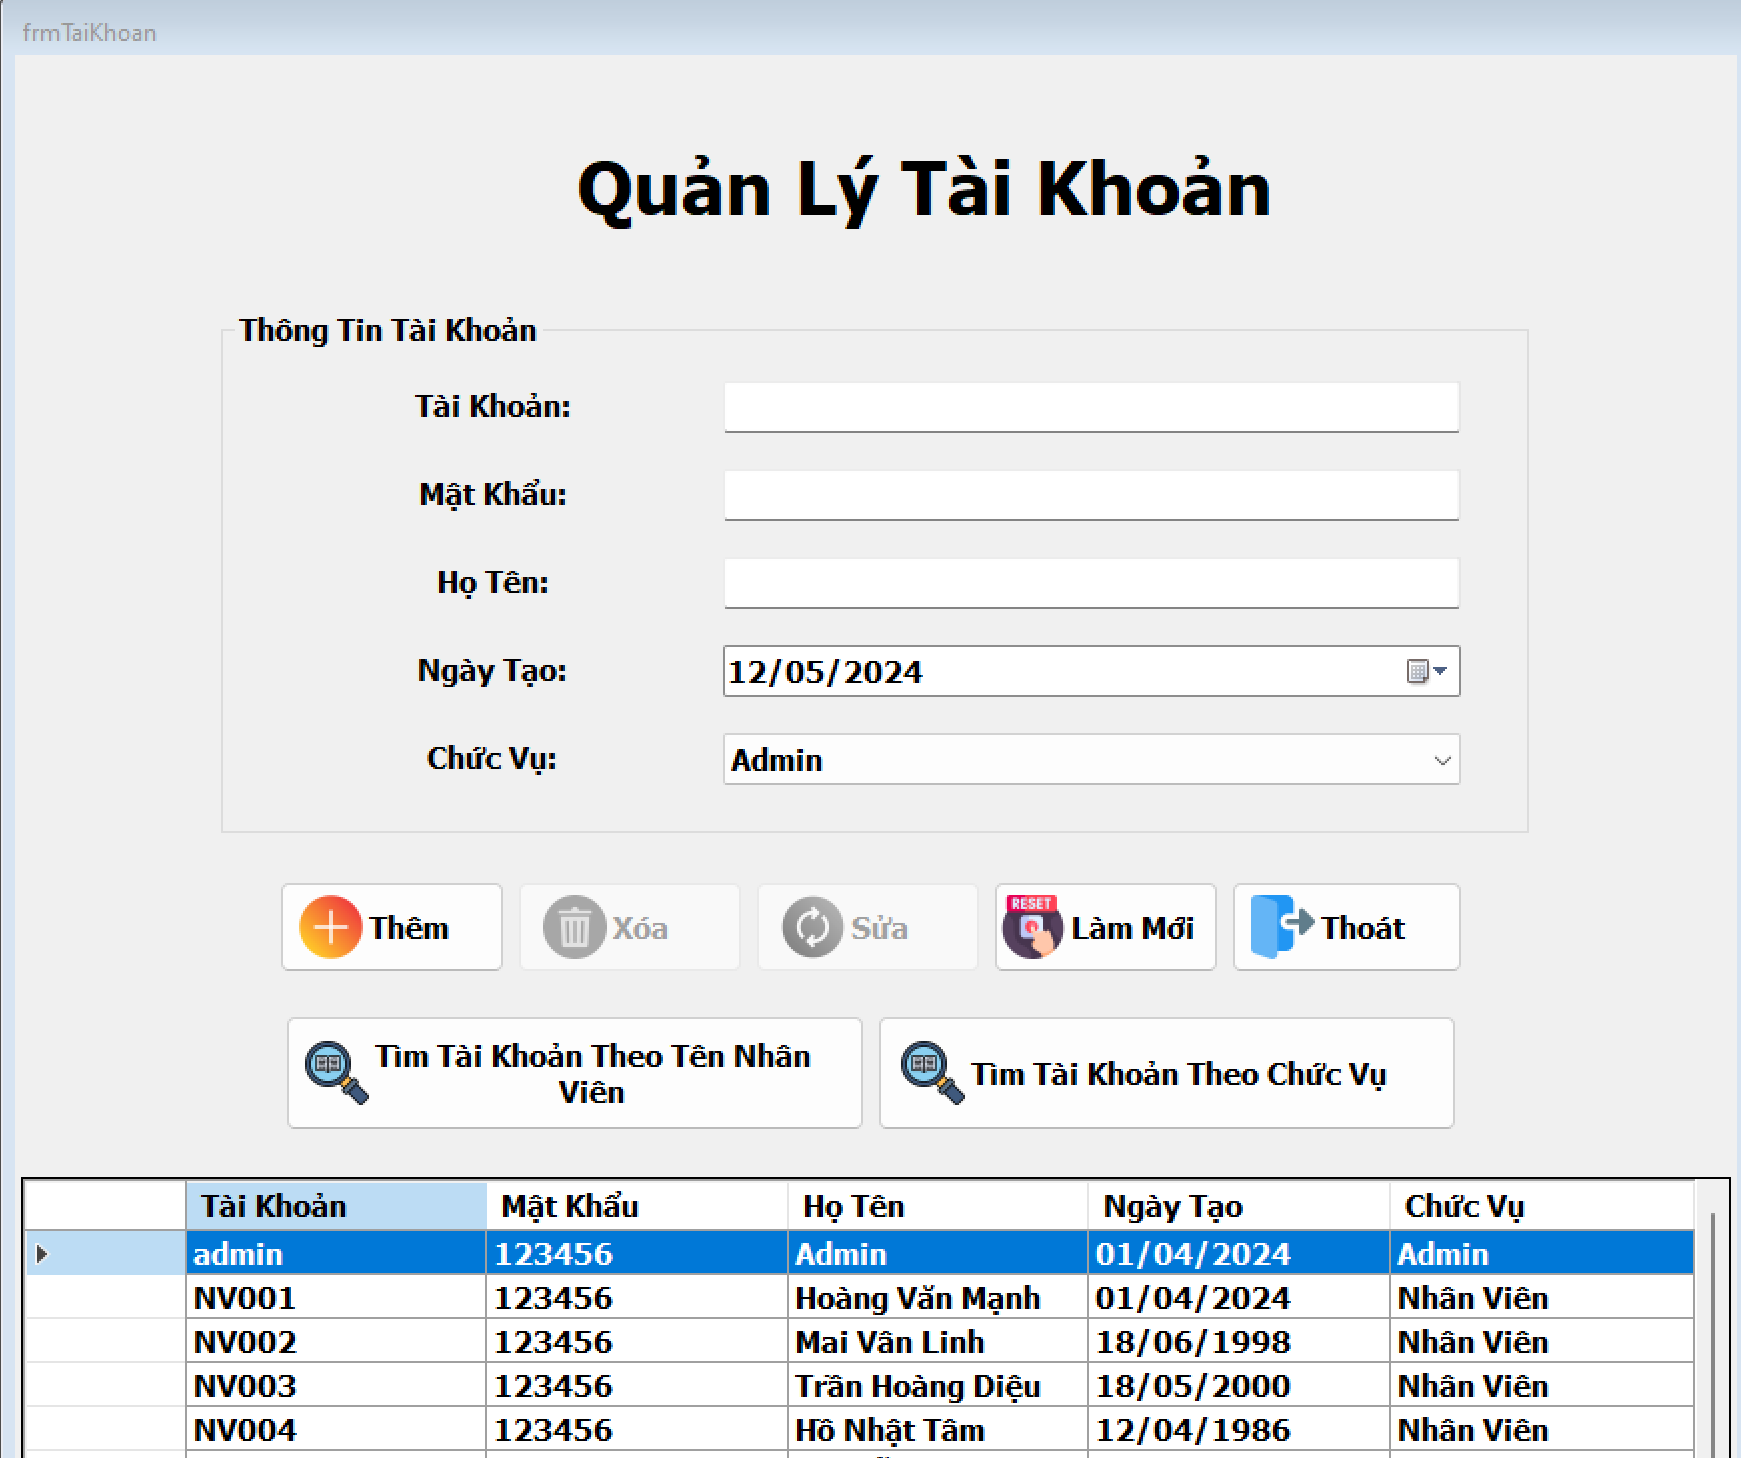 frmTaiKhoan
Quản Lý Tài Khoản
Thông Tin Tài Khoản
Tài Khoản:
Mật Khẩu:
Họ Tên:
Ngày Tạo: 12/05/2024
Chức Vụ: Admin
Thêm Xóa Sửa RESET Làm Mới Thoát
Tìm Tài Khoản Theo Tên Nhân
Viên
Tìm Tài Khoản Theo Chức Vụ
Tài Khoản Mật Khẩu Họ Tên Ngày Tạo Chức Vụ
admin 123456 Admin 01/04/2024 Admin
NV001 123456 Hoàng Văn Mạnh 01/04/2024 Nhân Viên
NV002 123456 Mai Vân Linh 18/06/1998 Nhân Viên
NV003 123456 Trần Hoàng Diệu 18/05/2000 Nhân Viên
NV004 123456 Hồ Nhật Tâm 12/04/1986 Nhân Viên